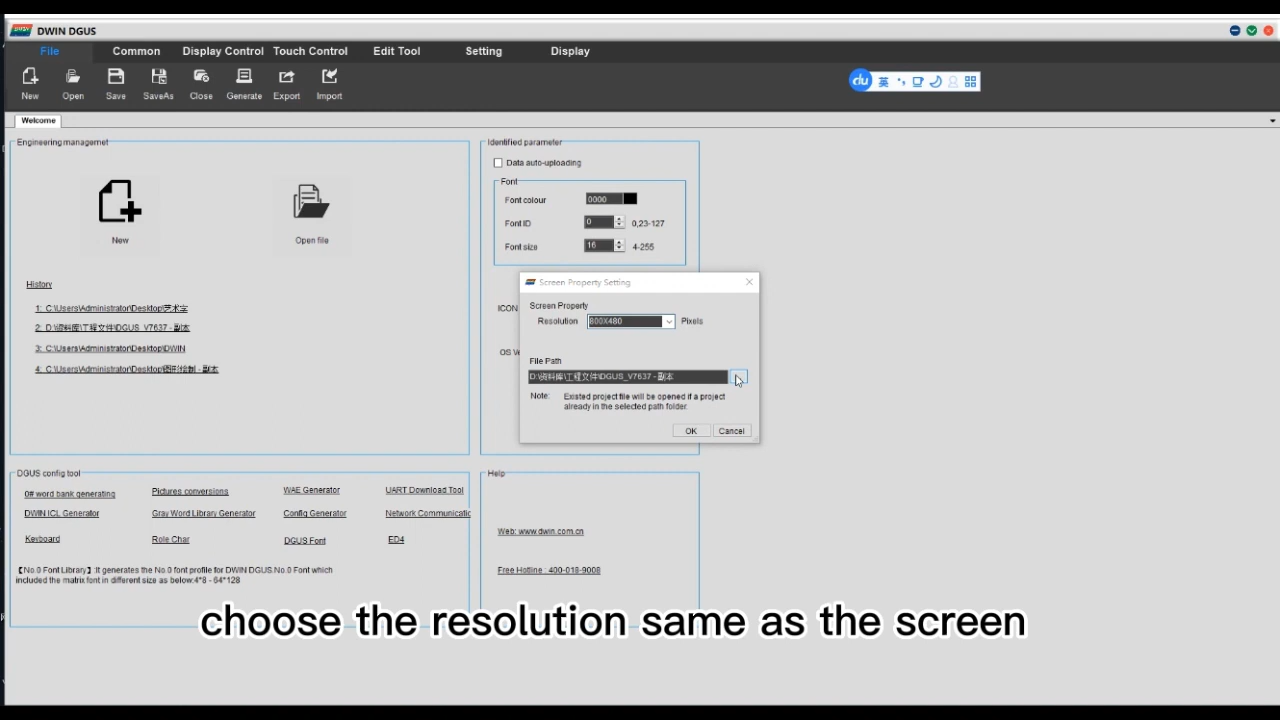 DWIN DGUS
File Common Display Control Touch Control Edit Tool Setting Display
New Open Save SaveAs Close Generate Export Import
du 英
Welcome
Engineering managemet
New
Open file
History
1: C:\Users\Administrator\Desktop\艺术字
2: D:\资料库\工程文件\DGUS_V7637 - 副本
3: C:\Users\Administrator\Desktop\DWIN
4: C:\Users\Administrator\Desktop\图形绘制 - 副本
Identified parameter
Data auto-uploading
Font
Font colour 0000
Font ID 0 0,23-127
Font size 16 4-255
ICON
OS
Screen Property Setting
Screen Property
Resolution 800X480 Pixels
File Path
D:\资料库\工程文件\DGUS_V7637 - 副本
Note: Existed project file will be opened if a project
already in the selected path folder.
OK Cancel
DGUS config tool
0# word bank generating Pictures conversions WAE Generator UART Download Tool
DWIN ICL Generator Gray Word Library Generator Config Generator Network Communicatic
Keyboard Role Char DGUS Font ED4
【No.0 Font Library】:It generates the No.0 font profile for DWIN DGUS.No.0 Font which
included the matrix font in different size as below:4*8 - 64*128
Help
Web: www.dwin.com.cn
Free Hotline : 400-018-9008
choose the resolution same as the screen